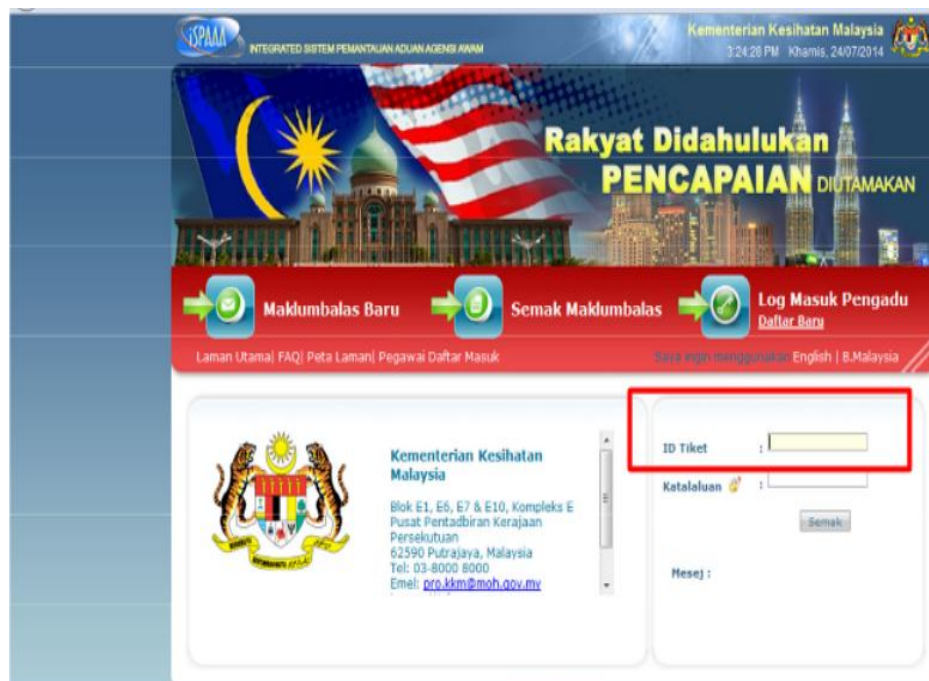 iSPAAA
INTEGRATED SISTEM PEMANTAUAN ADUAN AGENSI AWAM
Kementerian Kesihatan Malaysia
3:24:28 PM Khamis, 24/07/2014
Rakyat Didahulukan
PENCAPAIAN DIUTAMAKAN
Maklumbalas Baru
Semak Maklumbalas
Log Masuk Pengadu
Daftar Baru
Laman Utama| FAQ| Peta Laman| Pegawai Daftar Masuk
Saya ingin menggunakan English | B.Malaysia
Kementerian Kesihatan
Malaysia
Blok E1, E6, E7 & E10, Kompleks E
Pusat Pentadbiran Kerajaan
Persekutuan
62590 Putrajaya, Malaysia
Tel: 03-8000 8000
Emel: pro.kkm@moh.gov.my
ID Tiket :
Katalaluan :
Semak
Mesej :